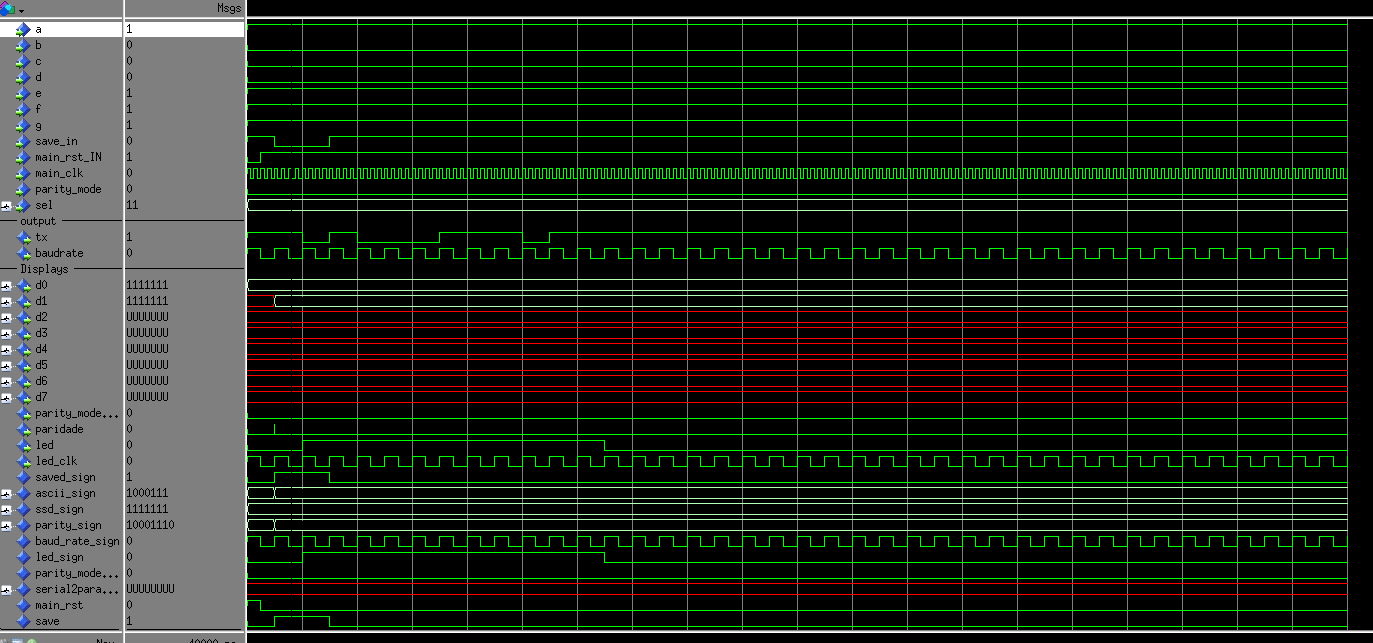 Msgs
a 1
b 0
c 0
d 0
e 1
f 1
g 1
save_in 0
main_rst_IN 1
main_clk 0
parity_mode 0
sel 11
output
tx 1
baudrate 0
Displays
d0 1111111
d1 1111111
d2 UUUUUUU
d3 UUUUUUU
d4 UUUUUUU
d5 UUUUUUU
d6 UUUUUUU
d7 UUUUUUU
parity_mode... 0
paridade 0
led 0
led_clk 0
saved_sign 1
ascii_sign 1000111
ssd_sign 1111111
parity_sign 10001110
baud_rate_sign 0
led_sign 0
parity_mode... 0
serial2para... UUUUUUUU
main_rst 0
save 1